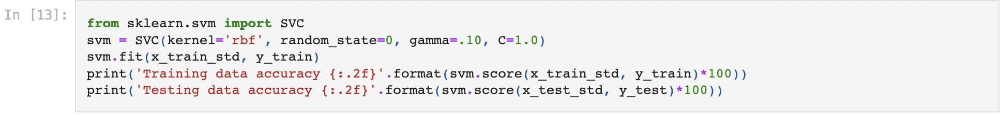 In [13]:
from sklearn.svm import SVC
svm = SVC(kernel='rbf', random_state=0, gamma=.10, C=1.0)
svm.fit(x_train_std, y_train)
print('Training data accuracy {:.2f}'.format(svm.score(x_train_std, y_train)*100))
print('Testing data accuracy {:.2f}'.format(svm.score(x_test_std, y_test)*100))